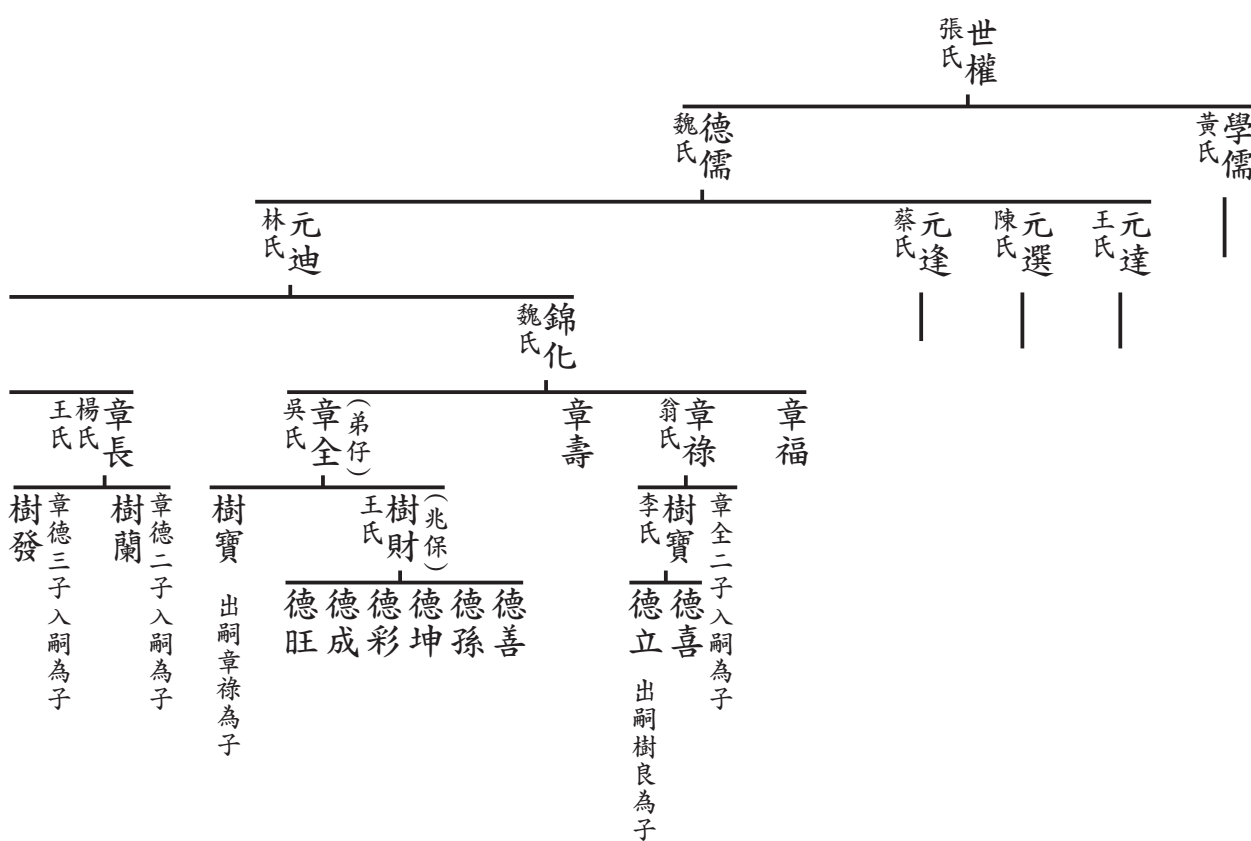 世權
張氏
學儒
黃氏
德儒
魏氏
元達
王氏
元選
陳氏
元逢
蔡氏
元迪
林氏
錦化
魏氏
章福
章祿
翁氏
章壽
(弟仔)
章全
吳氏
章長
楊氏
王氏
章全二子入嗣為子
樹寶
李氏
(兆保)
樹財
王氏
樹寶 出嗣章祿為子
章德二子入嗣為子
樹蘭
章德三子入嗣為子
樹發
德喜
德立 出嗣樹良為子
德善
德孫
德坤
德彩
德成
德旺